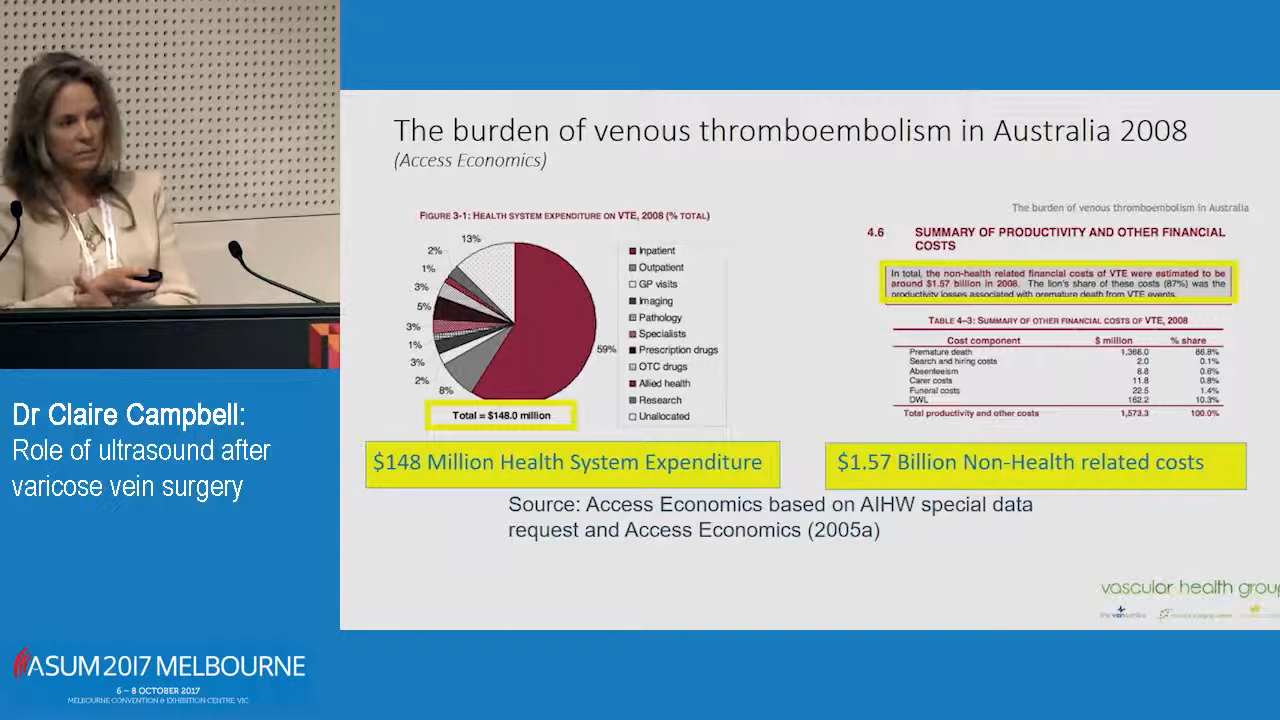 The burden of venous thromboembolism in Australia 2008
(Access Economics)
FIGURE 3-1: HEALTH SYSTEM EXPENDITURE ON VTE, 2008 (% TOTAL)
13%
2%
1%
3%
5%
3%
1%
3%
2%
8%
59%
Inpatient
Outpatient
GP visits
Imaging
Pathology
Specialists
Prescription drugs
OTC drugs
Allied health
Research
Unallocated
Total = $148.0 million
$148 Million Health System Expenditure
The burden of venous thromboembolism in Australia
4.6 SUMMARY OF PRODUCTIVITY AND OTHER FINANCIAL
COSTS
In total, the non-health related financial costs of VTE were estimated to be
around $1.57 billion in 2008. The lion's share of these costs (87%) was the
productivity losses associated with premature death from VTE events.
TABLE 4–3: SUMMARY OF OTHER FINANCIAL COSTS OF VTE, 2008
Cost component $ million % share
Premature death 1,366.0 86.8%
Search and hiring costs 2.0 0.1%
Absenteeism 8.8 0.6%
Carer costs 11.8 0.8%
Funeral costs 22.5 1.4%
DWL 162.2 10.3%
Total productivity and other costs 1,573.3 100.0%
$1.57 Billion Non-Health related costs
Source: Access Economics based on AIHW special data
request and Access Economics (2005a)
vascular health group
Dr Claire Campbell:
Role of ultrasound after
varicose vein surgery
ASUM 2017 MELBOURNE
6 – 8 OCTOBER 2017
MELBOURNE CONVENTION & EXHIBITION CENTRE, VIC